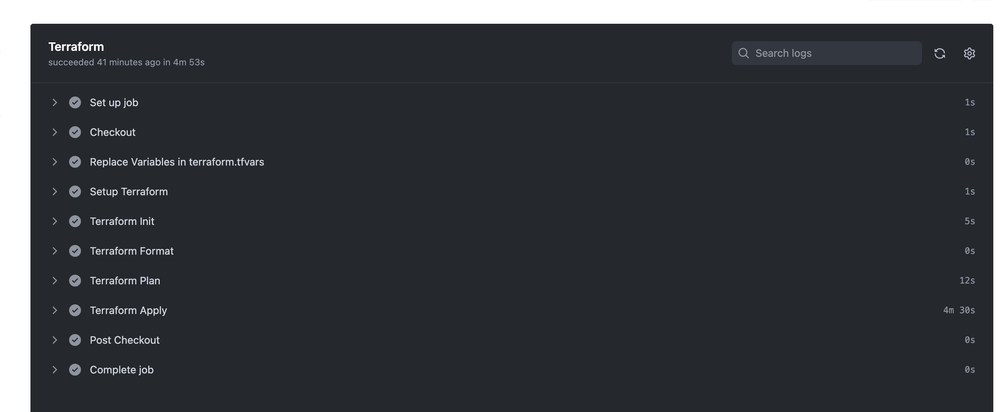 Terraform
succeeded 41 minutes ago in 4m 53s
Search logs
Set up job 1s
Checkout 1s
Replace Variables in terraform.tfvars 0s
Setup Terraform 1s
Terraform Init 5s
Terraform Format 0s
Terraform Plan 12s
Terraform Apply 4m 30s
Post Checkout 0s
Complete job 0s